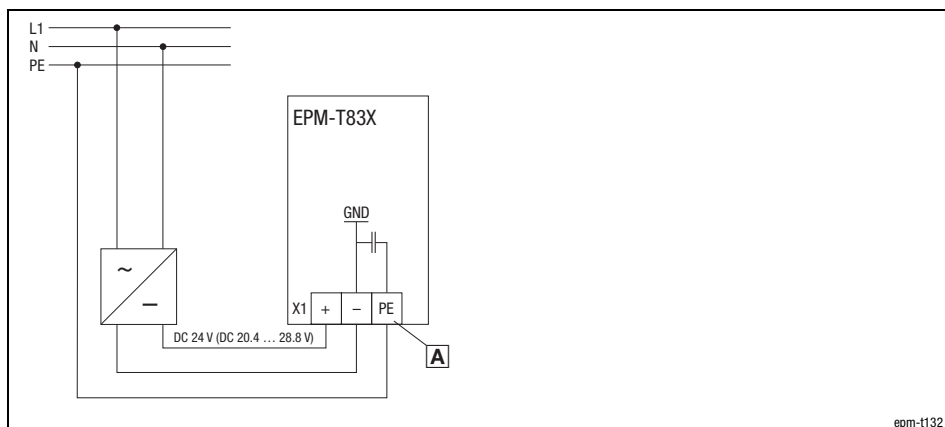 L1
N
PE
EPM-T83X
GND
~
–
X1 + – PE
DC 24 V (DC 20.4 … 28.8 V)
A
epm-t132